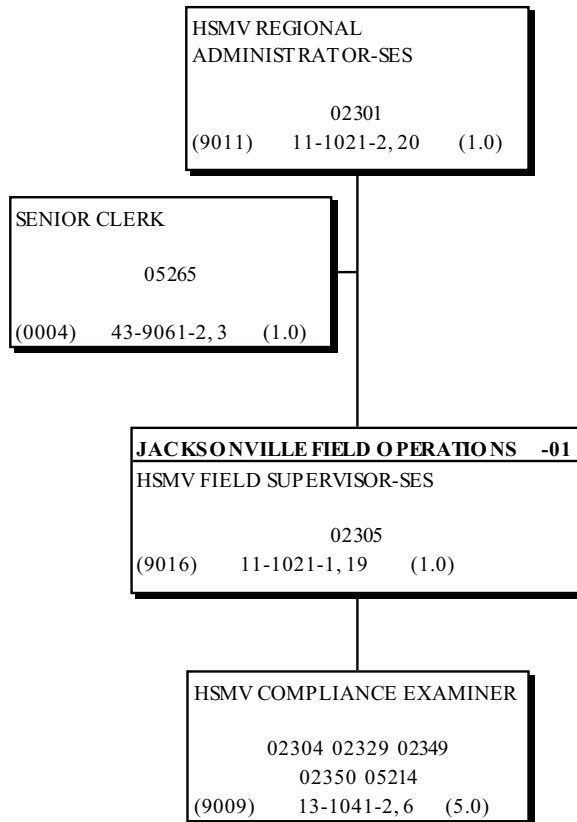 HSMV REGIONAL
ADMINISTRATOR-SES
02301
(9011) 11-1021-2, 20 (1.0)
SENIOR CLERK
05265
(0004) 43-9061-2, 3 (1.0)
JACKSONVILLE FIELD OPERATIONS -01
HSMV FIELD SUPERVISOR-SES
02305
(9016) 11-1021-1, 19 (1.0)
HSMV COMPLIANCE EXAMINER
02304 02329 02349
02350 05214
(9009) 13-1041-2, 6 (5.0)